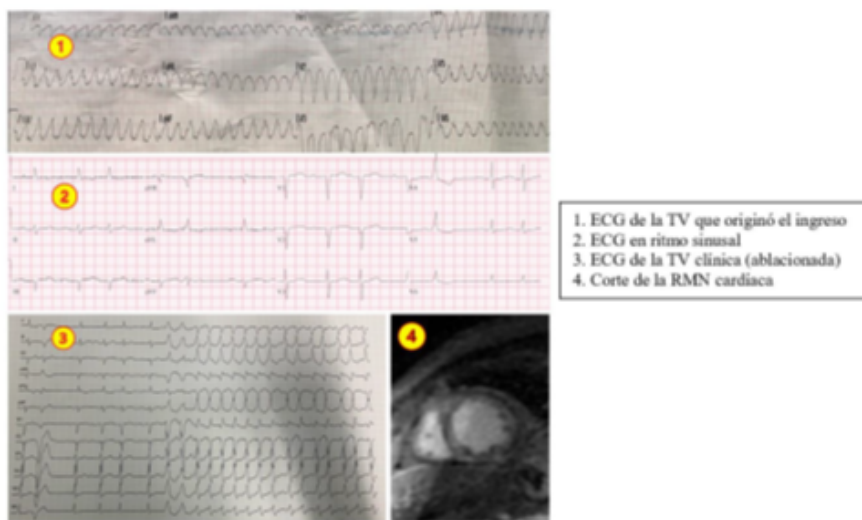 1
2
3
4
1. ECG de la TV que originó el ingreso
2. ECG en ritmo sinusal
3. ECG de la TV clínica (ablacionada)
4. Corte de la RMN cardiaca